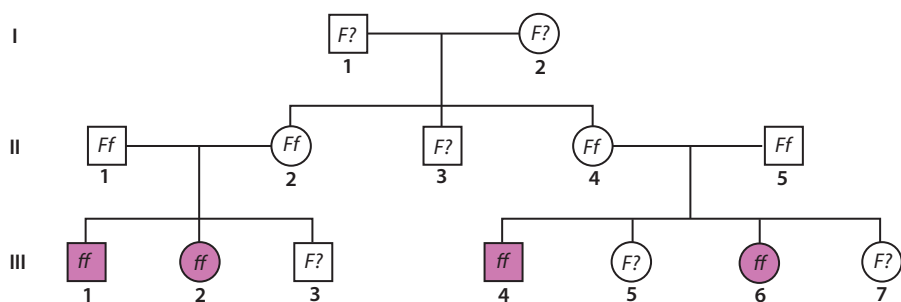 I F? F?
1 2
II Ff Ff F? Ff Ff
1 2 3 4 5
III ff ff F? ff F? ff F?
1 2 3 4 5 6 7